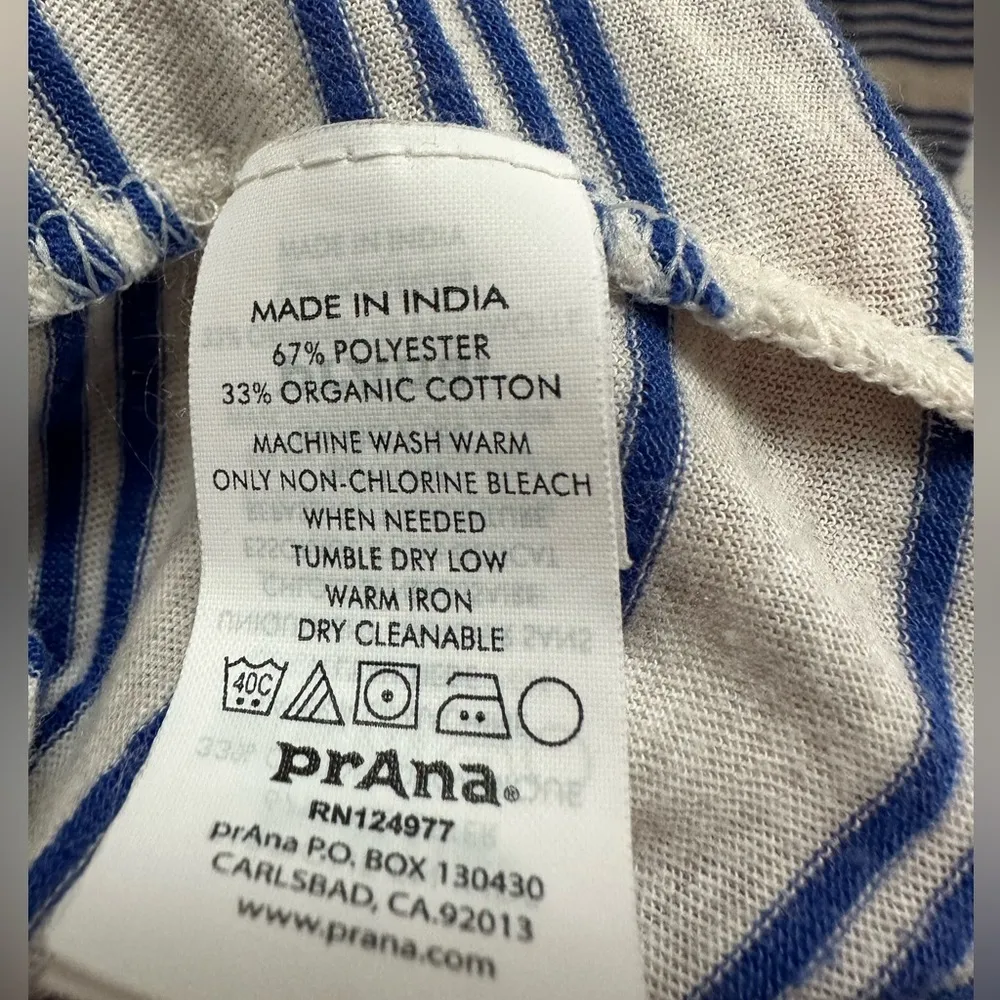 MADE IN INDIA
67% POLYESTER
33% ORGANIC COTTON
MACHINE WASH WARM
ONLY NON-CHLORINE BLEACH
WHEN NEEDED
TUMBLE DRY LOW
WARM IRON
DRY CLEANABLE
40C
prAna®
RN124977
prAna P.O. BOX 130430
CARLSBAD, CA.92013
www.prana.com